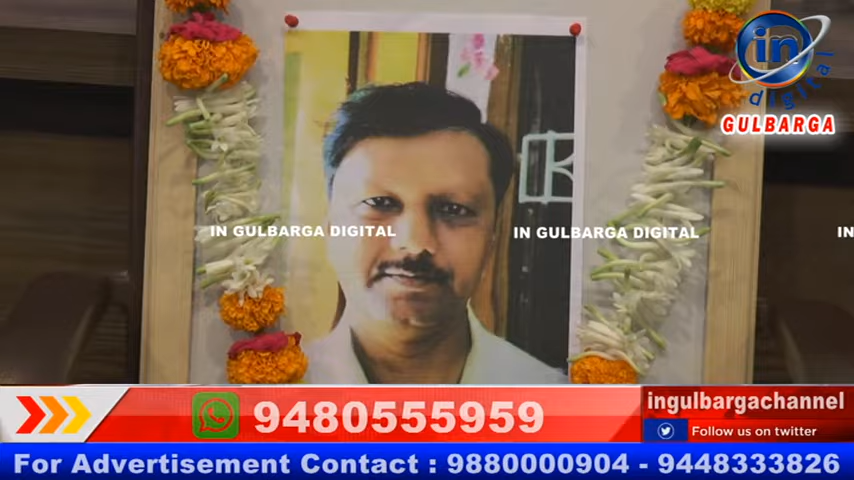 in
digital
GULBARGA
IN GULBARGA DIGITAL
IN GULBARGA DIGITAL
IN
9480555959
ingulbargachannel
Follow us on twitter
For Advertisement Contact : 9880000904 - 9448333826